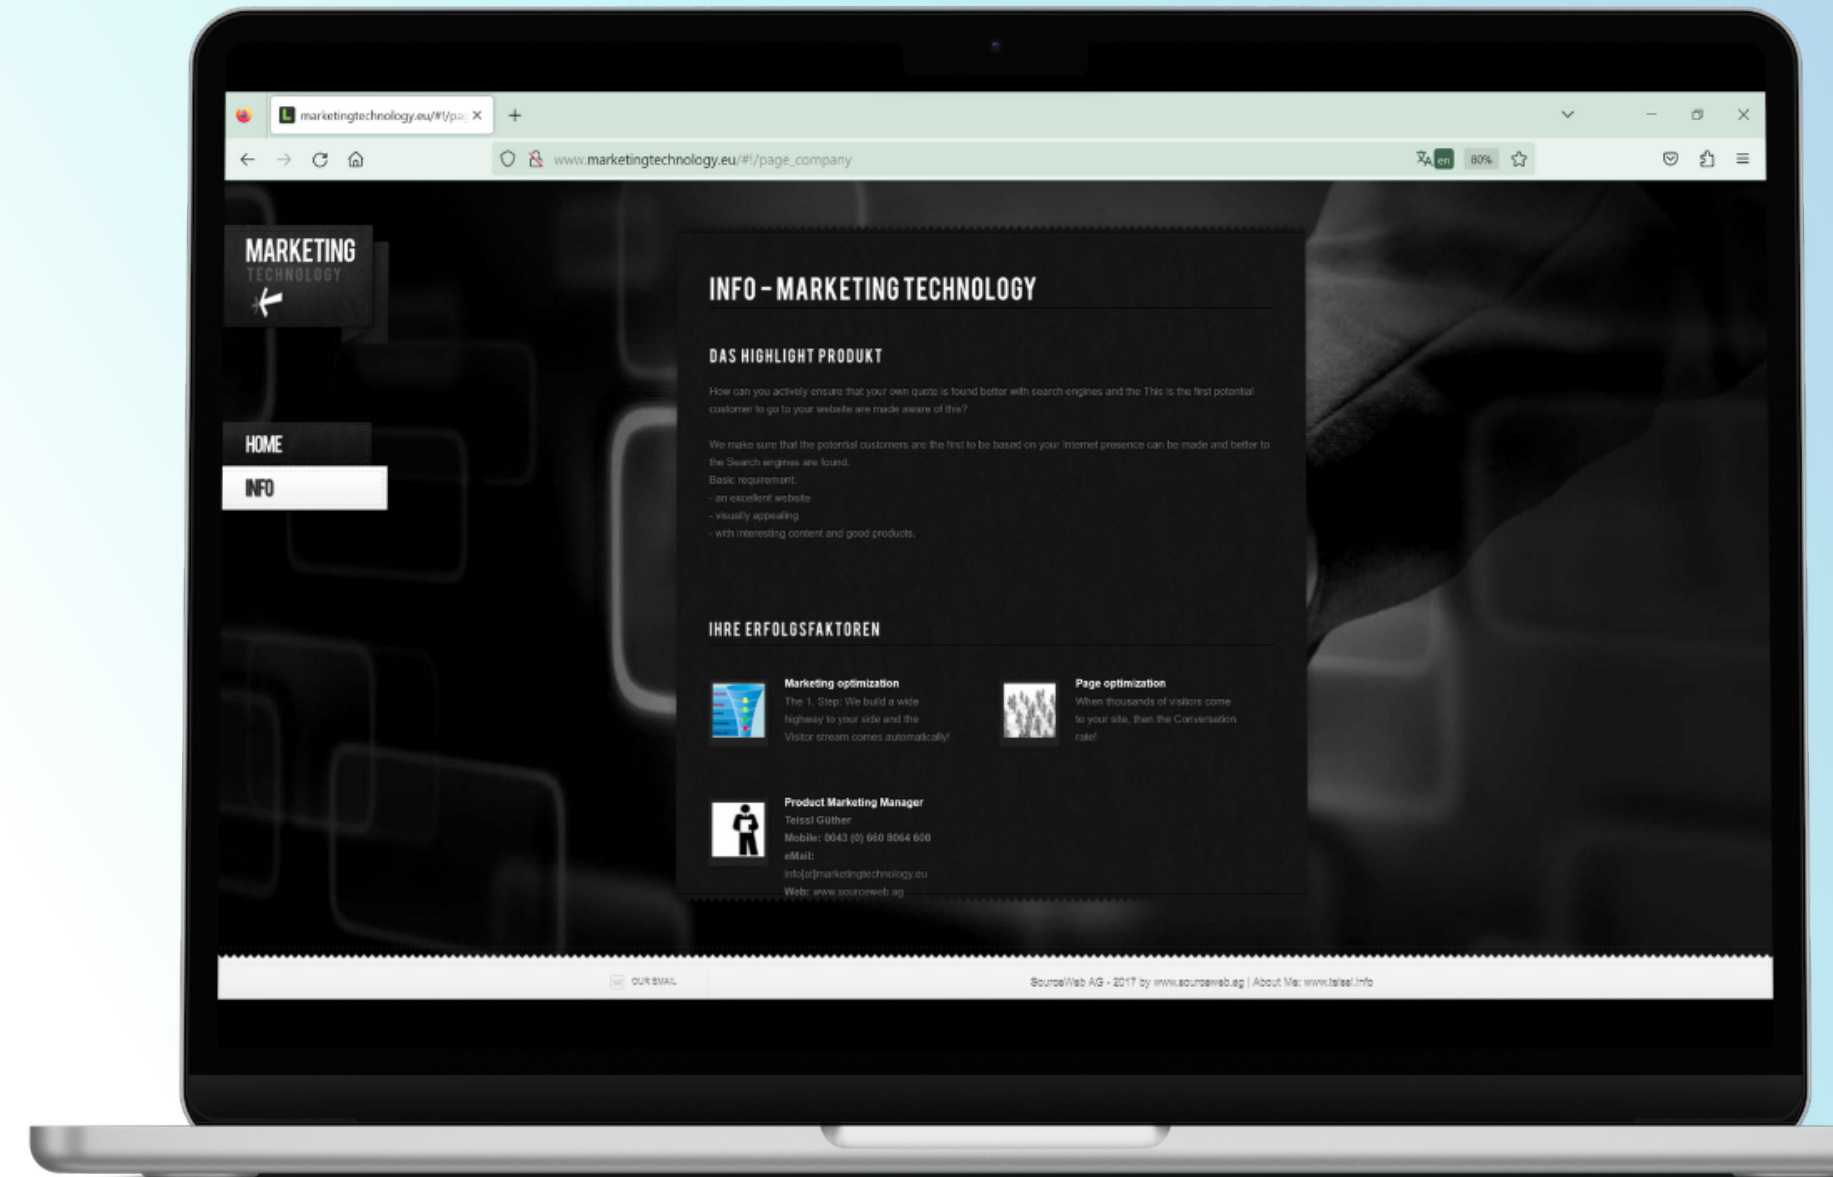 marketingtechnology.eu/#!/pag
www.marketingtechnology.eu/#!/page_company
en
80%
MARKETING
TECHNOLOGY
HOME
INFO
INFO – MARKETING TECHNOLOGY
DAS HIGHLIGHT PRODUKT
How can you actively ensure that your own quote is found better with search engines and the This is the first potential
customer to go to your website are made aware of this?
We make sure that the potential customers are the first to be based on your Internet presence can be made and better to
the Search engines are found.
Basic requirement:
- an excellent website
- visually appealing
- with interesting content and good products.
IHRE ERFOLGSFAKTOREN
Marketing optimization
The 1. Step: We build a wide
highway to your side and the
Visitor stream comes automatically!
Page optimization
When thousands of visitors come
to your site, then the Conversation
rate!
Product Marketing Manager
Teissl Güther
Mobile: 0043 (0) 660 8064 600
eMail:
info[at]marketingtechnology.eu
Web: www.sourceweb.ag
OUR EMAIL
SourceWeb AG - 2017 by www.sourceweb.ag | About Me: www.teissl.info